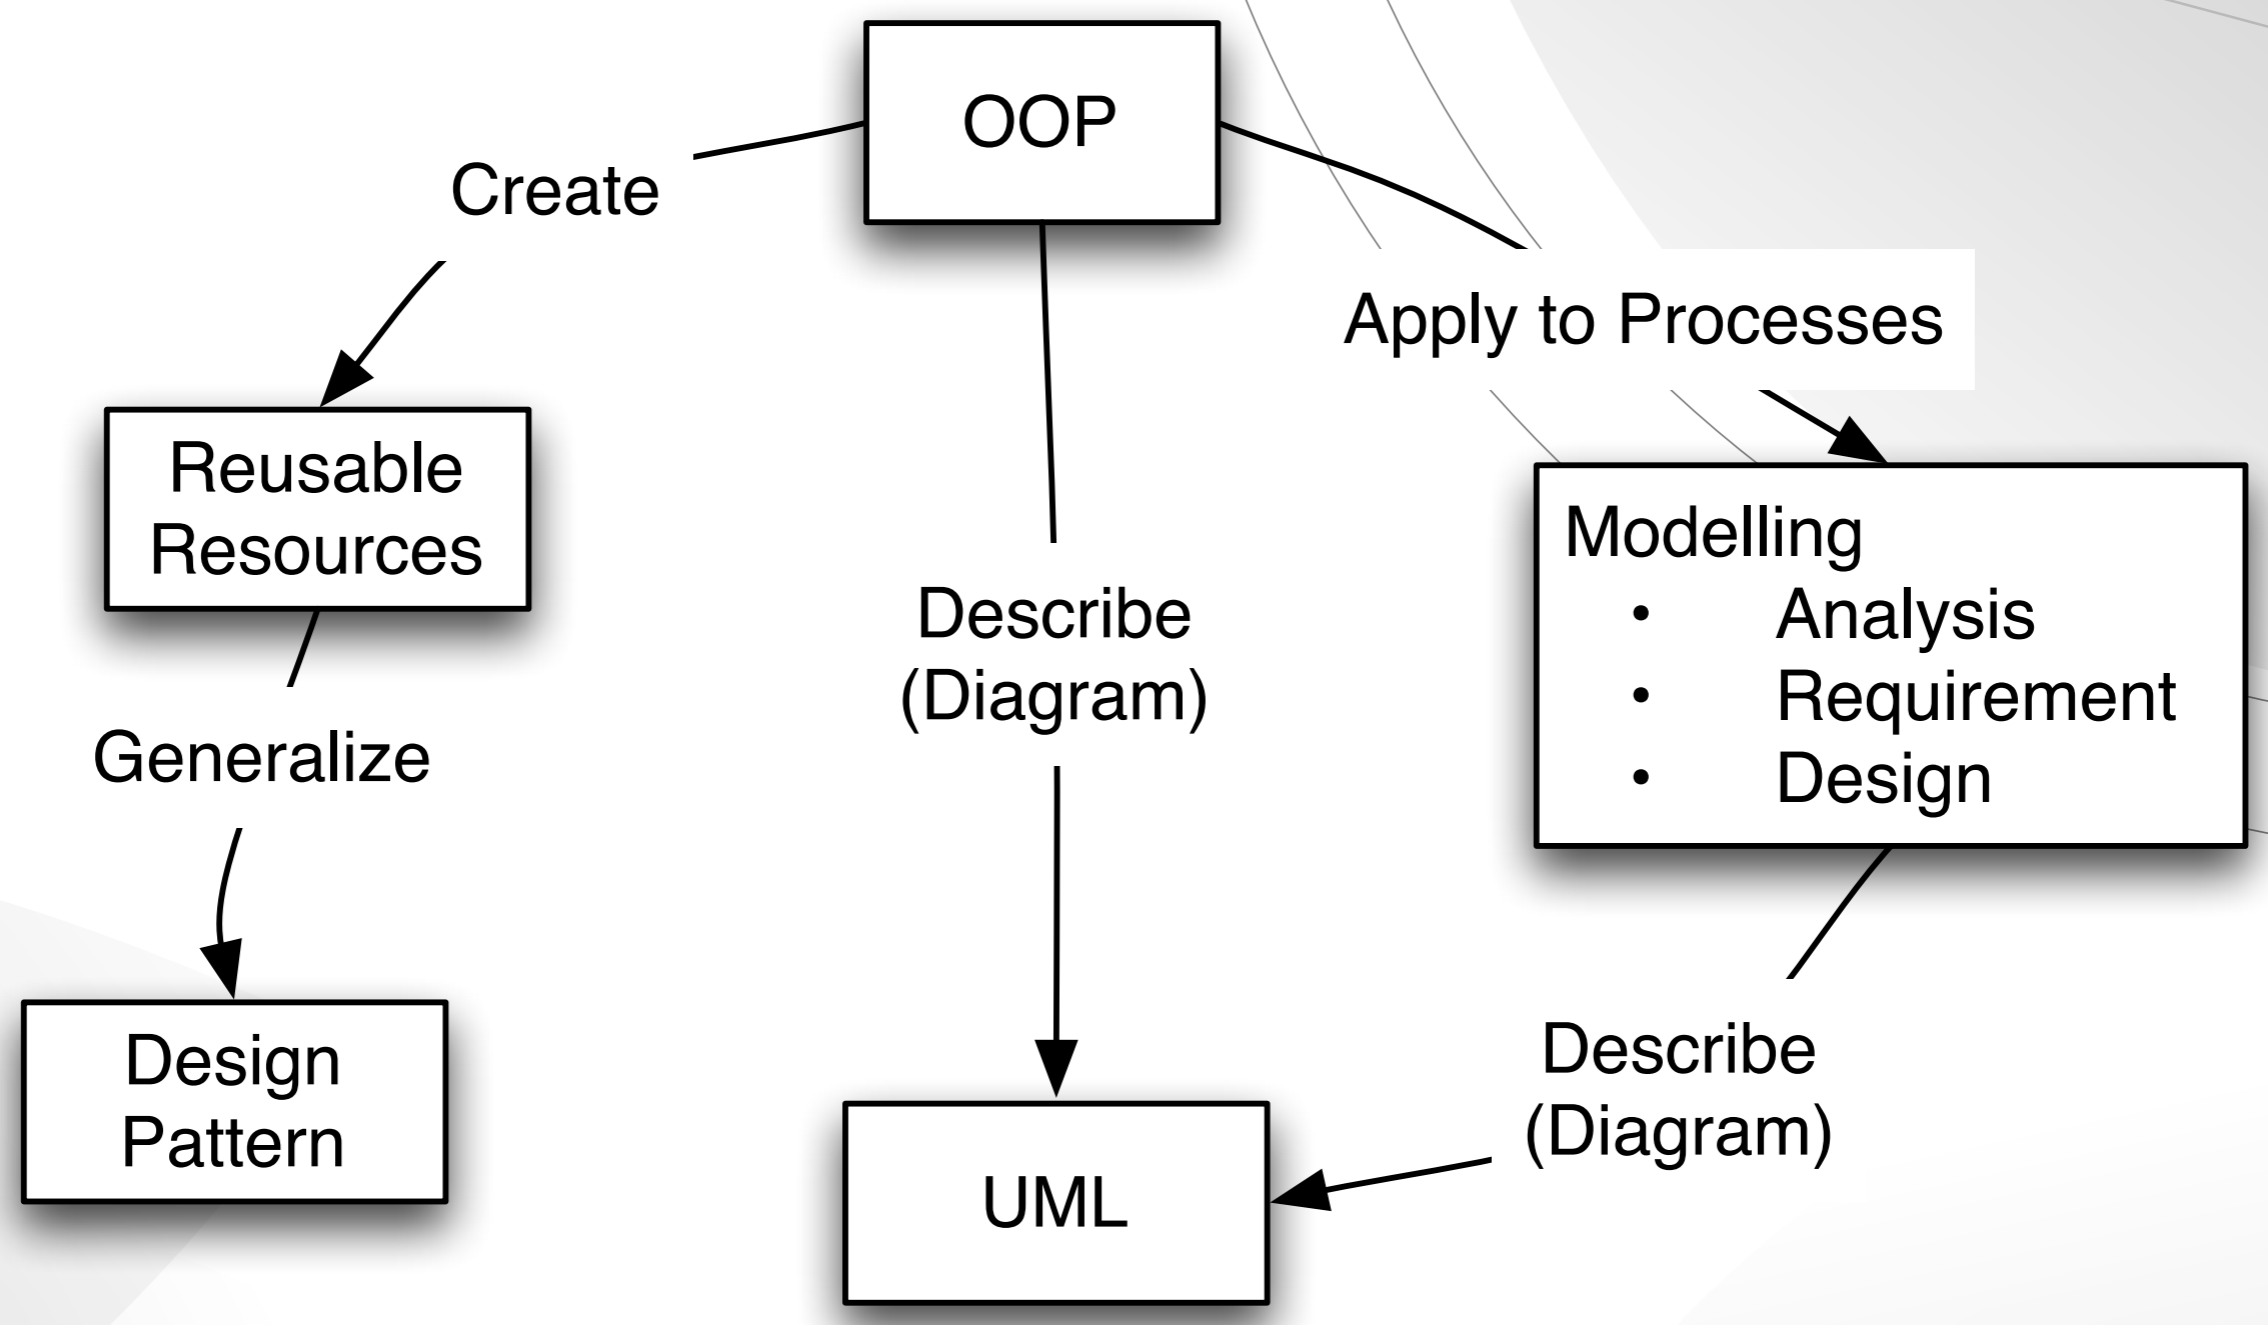 OOP
Create
Apply to Processes
Reusable
Resources
Modelling
• Analysis
• Requirement
• Design
Describe
(Diagram)
Generalize
Design
Pattern
Describe
(Diagram)
UML